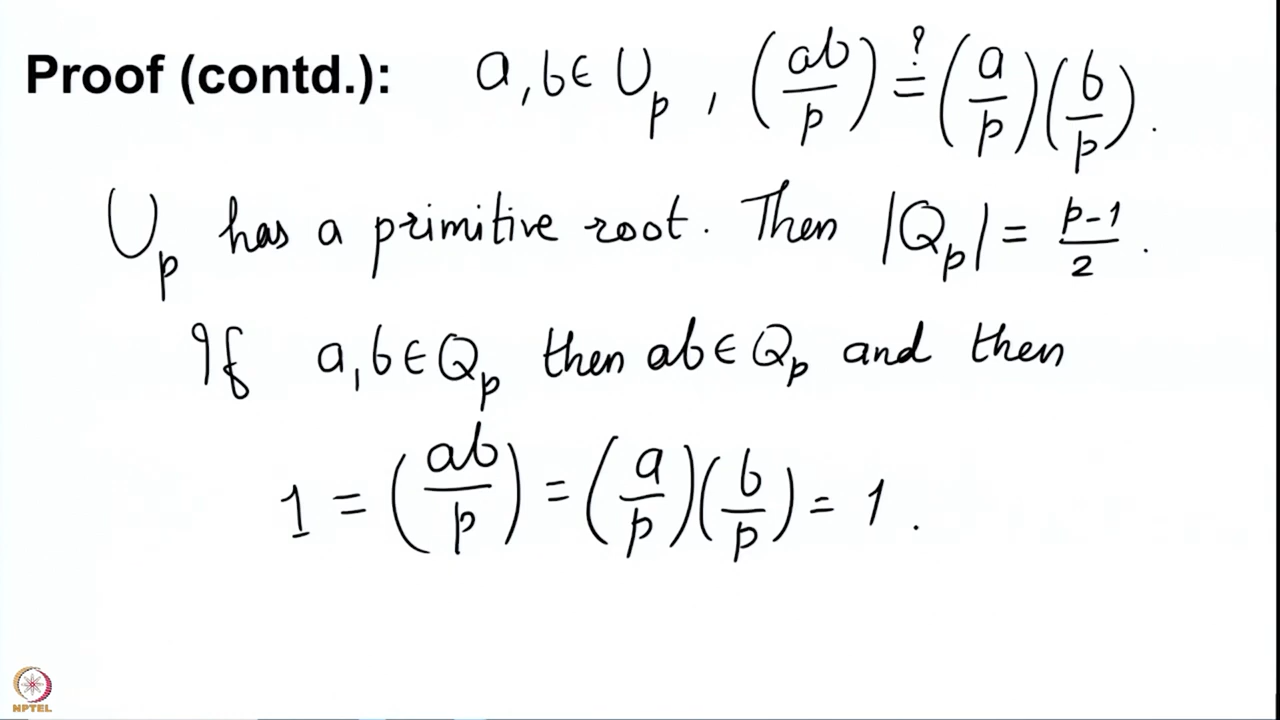 Proof (contd.): a, b ∈ U_p, (ab/p) ?= (a/p)(b/p).
U_p has a primitive root. Then |Q_p| = (p-1)/2.
If a, b ∈ Q_p then ab ∈ Q_p and then
1 = (ab/p) = (a/p)(b/p) = 1.
NPTEL